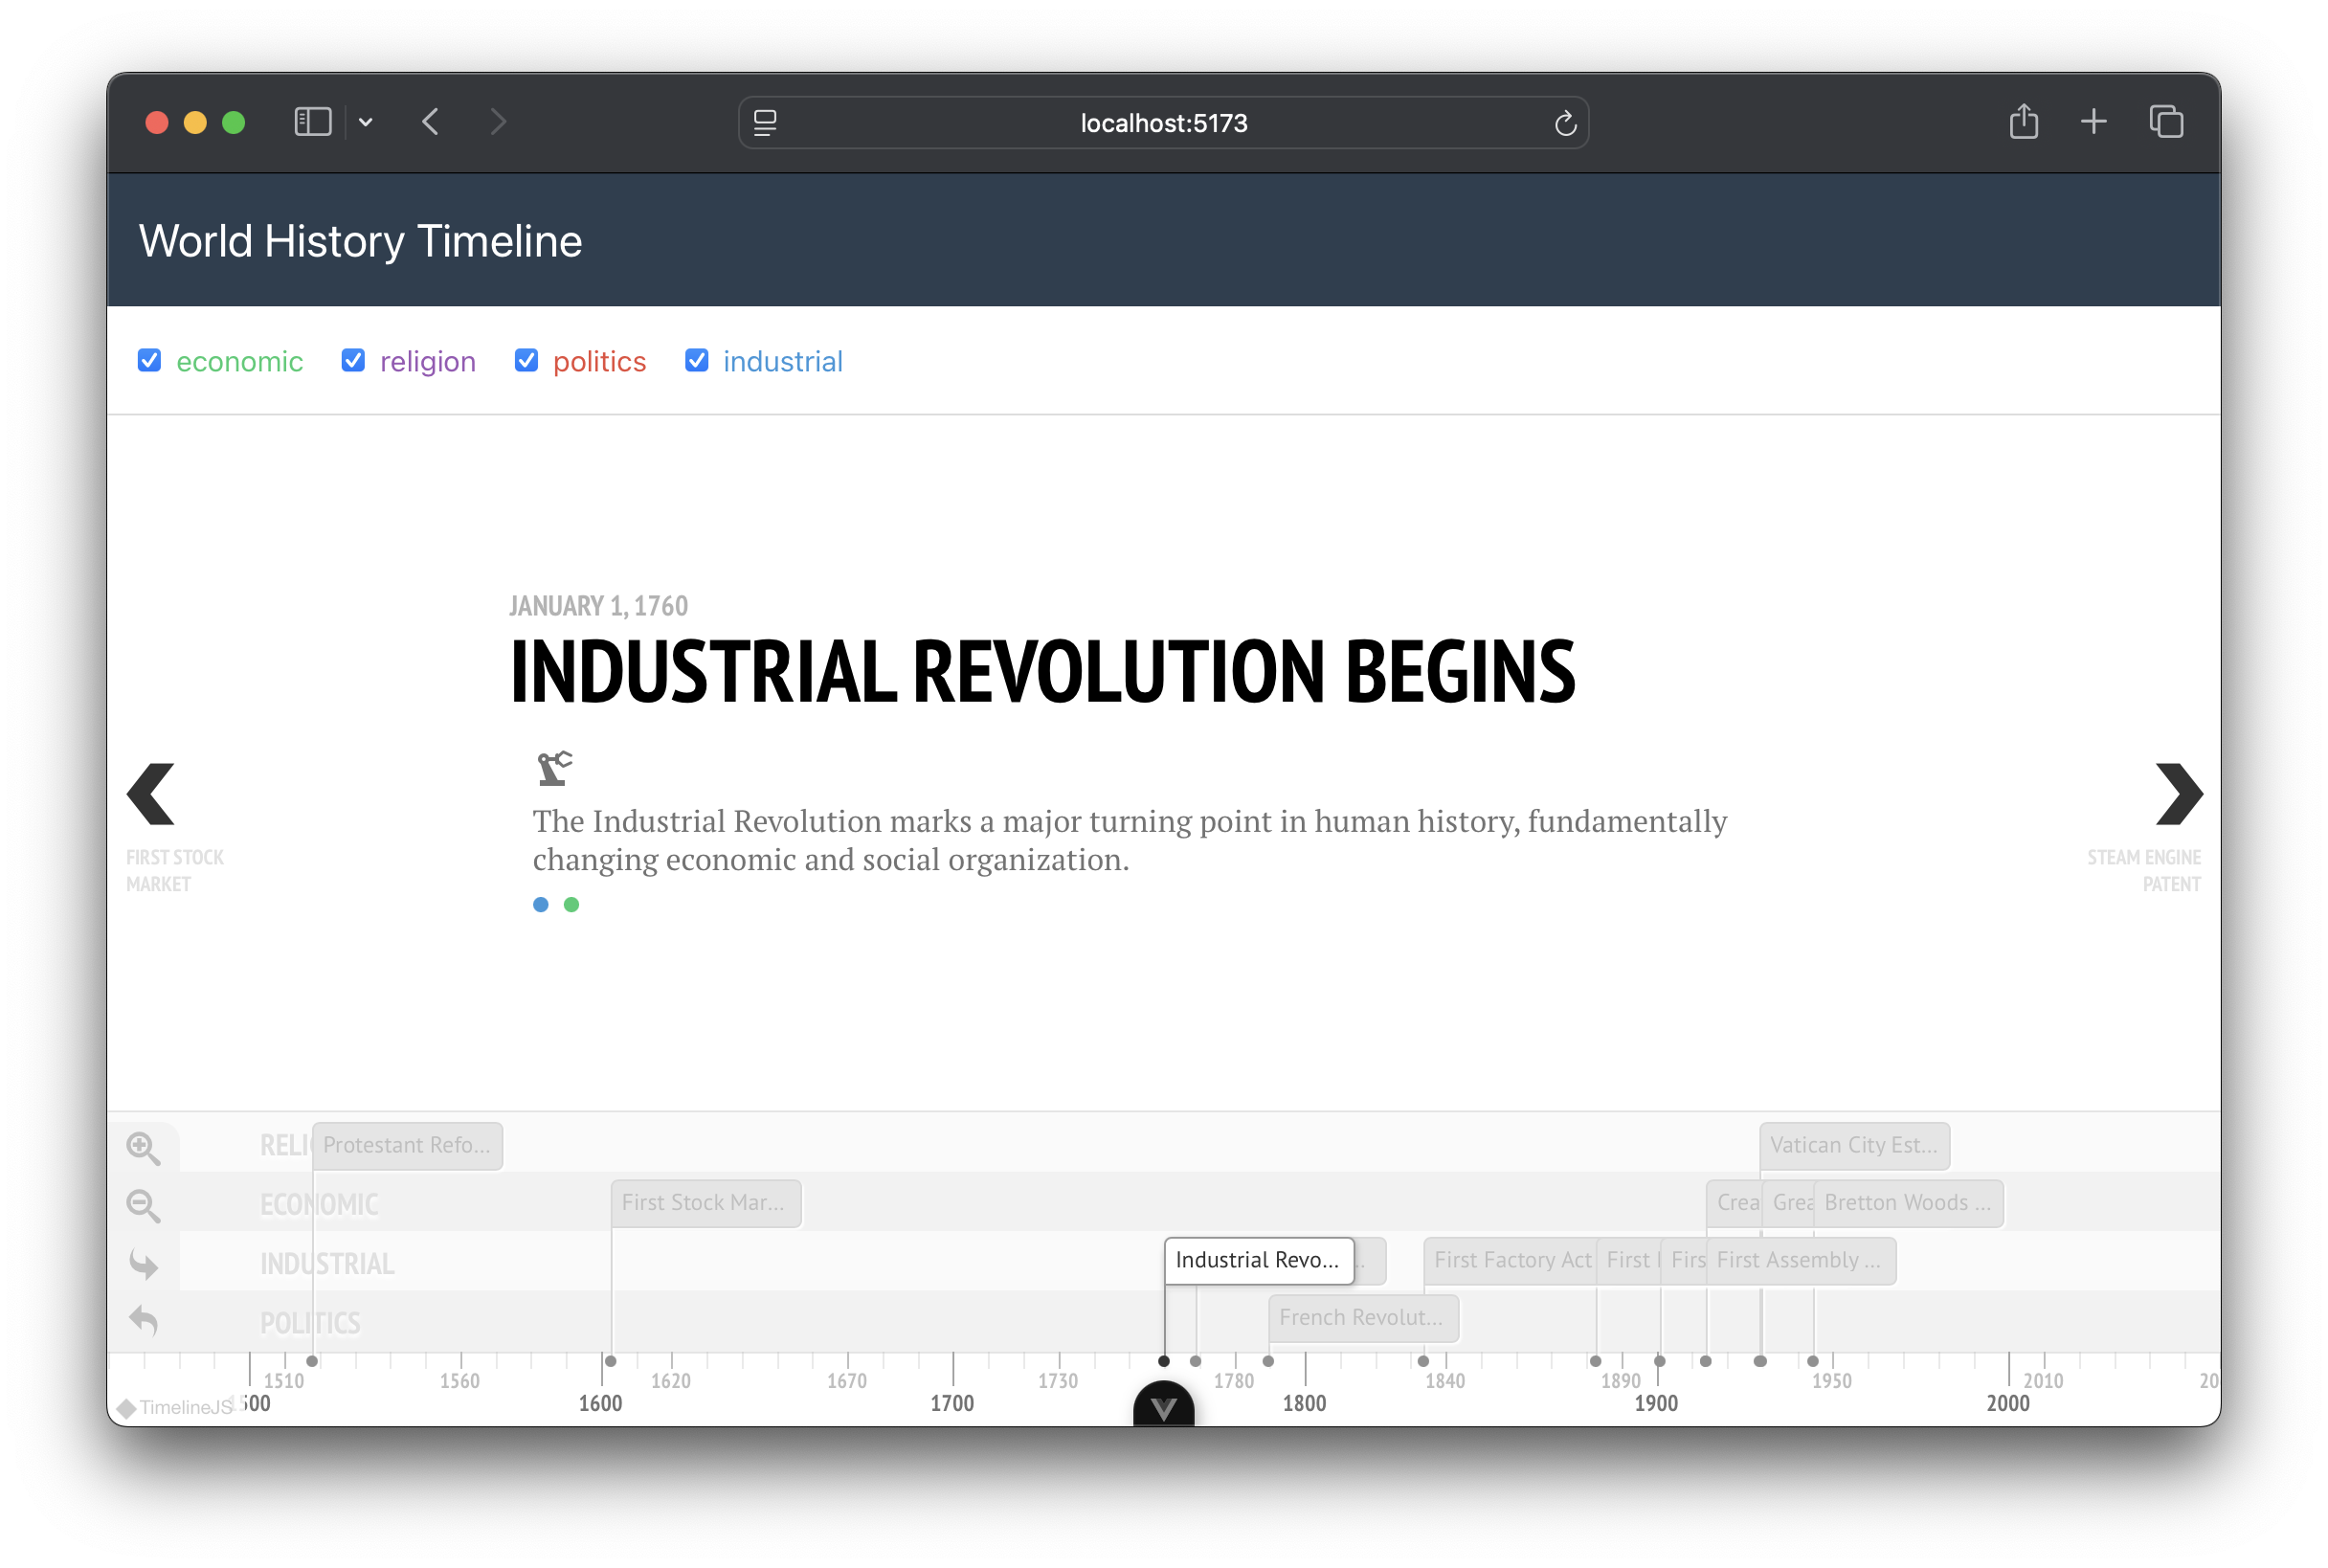 localhost:5173
World History Timeline
economic religion politics industrial
JANUARY 1, 1760
INDUSTRIAL REVOLUTION BEGINS
The Industrial Revolution marks a major turning point in human history, fundamentally
changing economic and social organization.
FIRST STOCK
MARKET
STEAM ENGINE
PATENT
Protestant Refo... Vatican City Est...
ECONOMIC First Stock Mar... Crea Grea Bretton Woods ...
INDUSTRIAL Industrial Revo... First Factory Act First Firs First Assembly ...
POLITICS French Revolut...
1510 1560 1620 1670 1730 1780 1840 1890 1950 2010
TimelineJS 1500 1600 1700 1800 1900 2000